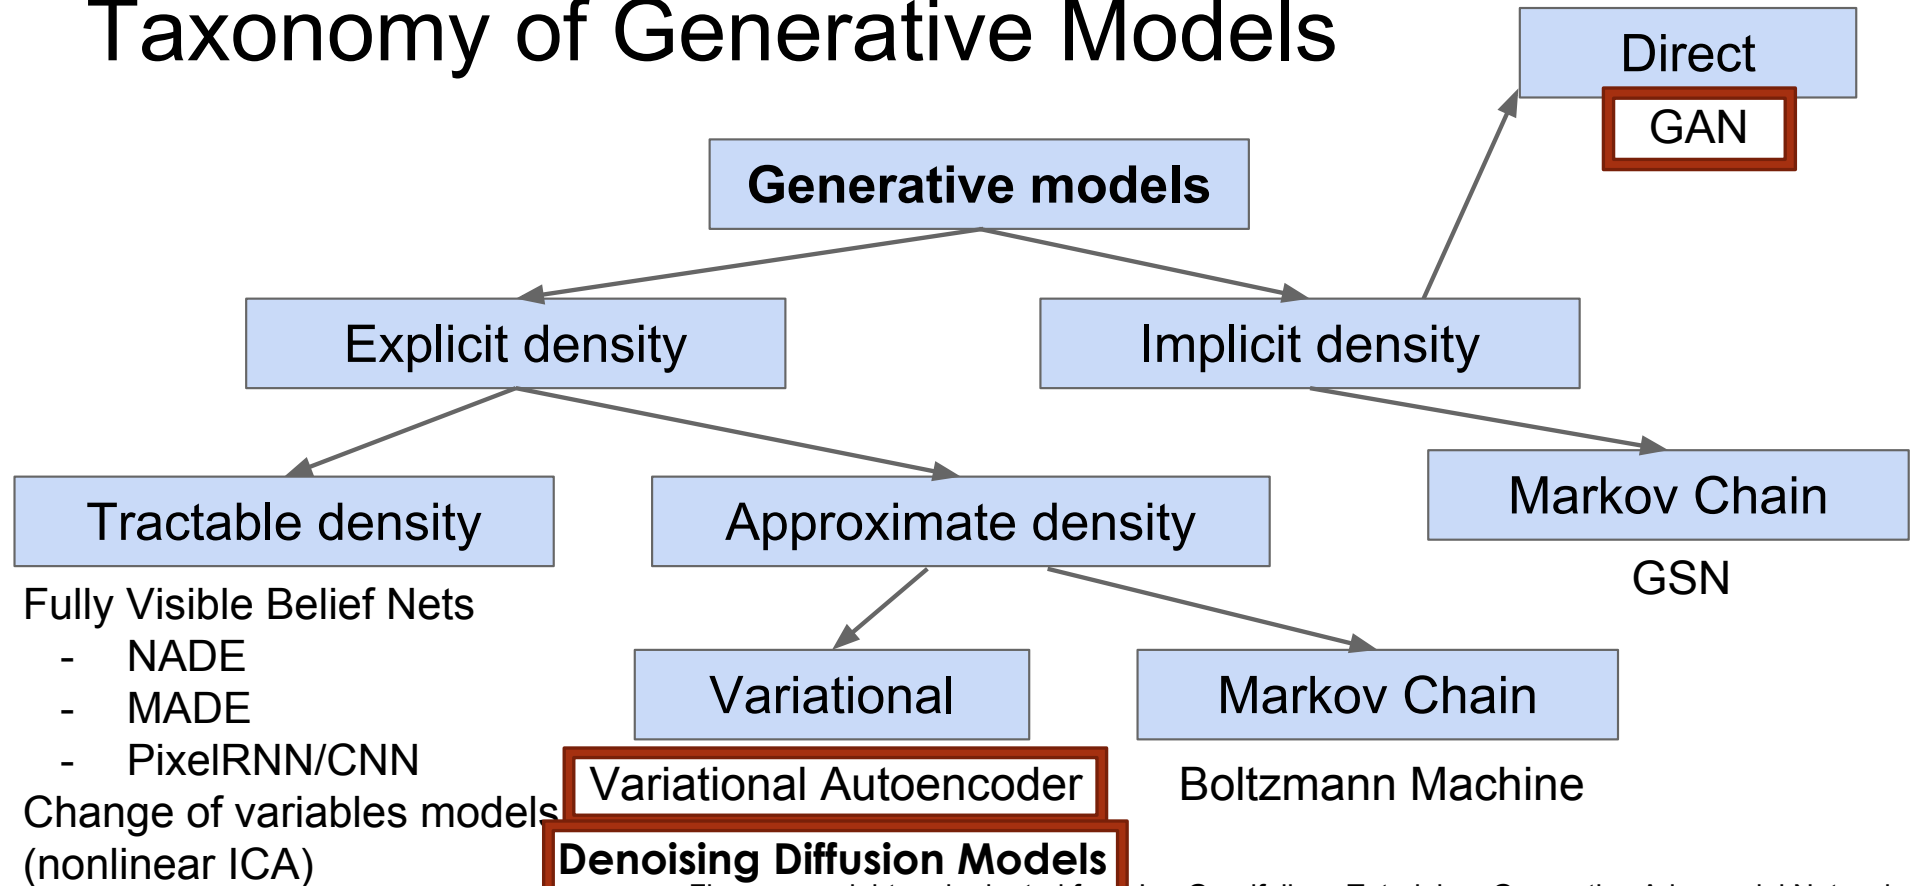 Taxonomy of Generative Models
Direct
GAN
Generative models
Explicit density
Implicit density
Tractable density
Approximate density
Markov Chain
GSN
Fully Visible Belief Nets
- NADE
- MADE
- PixelRNN/CNN
Change of variables models
(nonlinear ICA)
Variational
Markov Chain
Variational Autoencoder
Boltzmann Machine
Denoising Diffusion Models